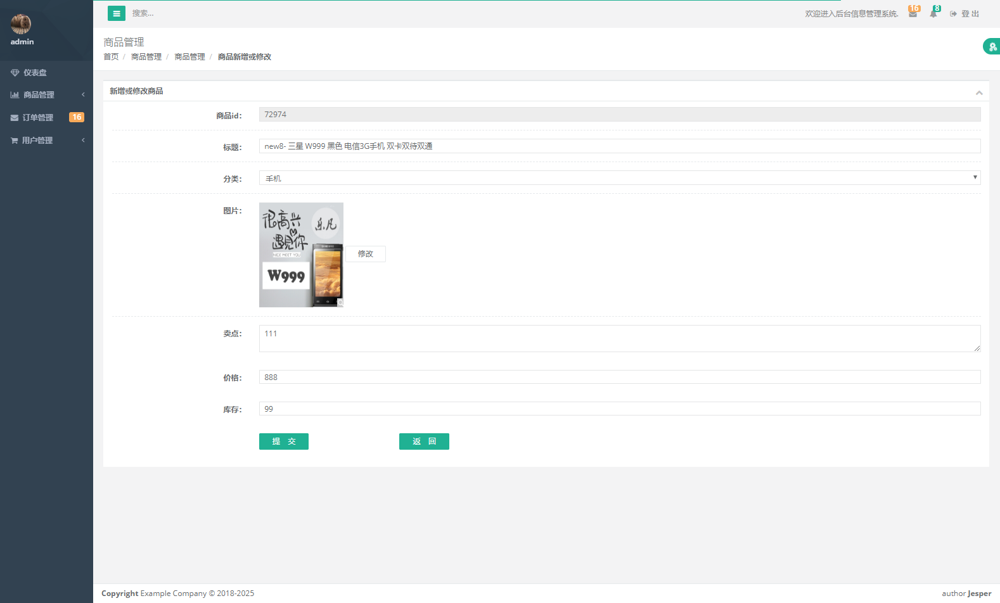 搜索...
欢迎进入后台信息管理系统.
16
8
登 出
admin
仪表盘
商品管理
订单管理
16
用户管理
商品管理
首页 / 商品管理 / 商品管理 / 商品新增或修改
新增或修改商品
商品id:
72974
标题:
new8- 三星 W999 黑色 电信3G手机 双卡双待双通
分类:
手机
图片:
很高兴
遇见你
乐凡
NICE MEET YOU
SAMSUNG
W999
修改
卖点:
111
价格:
888
库存:
99
提 交
返 回
Copyright Example Company © 2018-2025
author Jesper